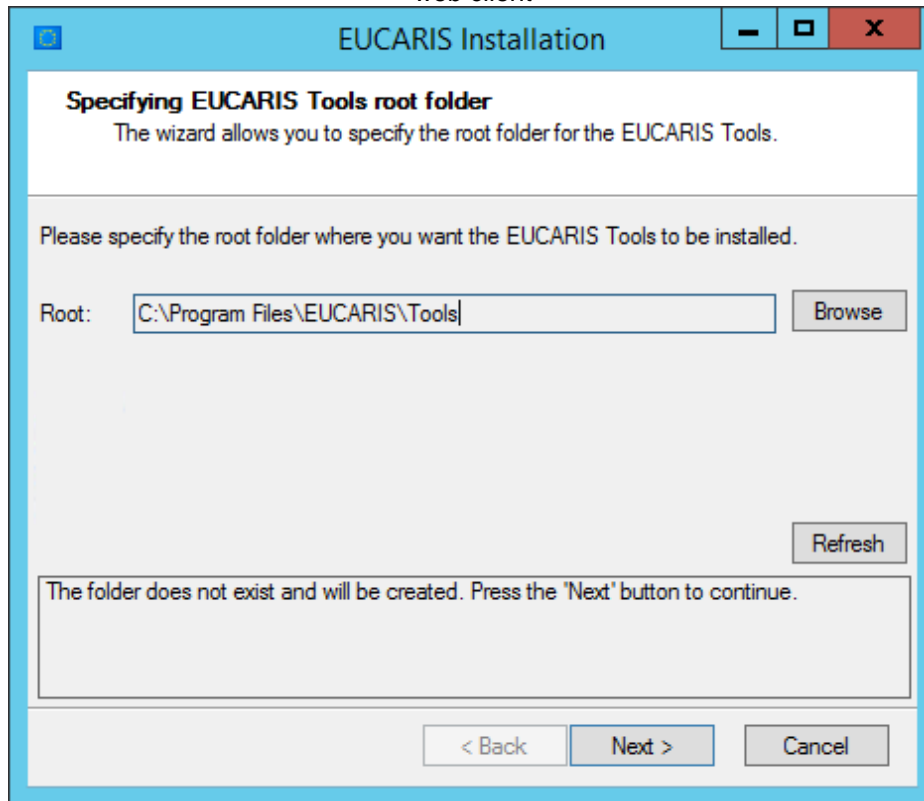 web client
EUCARIS Installation
Specifying EUCARIS Tools root folder
The wizard allows you to specify the root folder for the EUCARIS Tools.
Please specify the root folder where you want the EUCARIS Tools to be installed.
Root: C:\Program Files\EUCARIS\Tools Browse
Refresh
The folder does not exist and will be created. Press the 'Next' button to continue.
< Back Next > Cancel